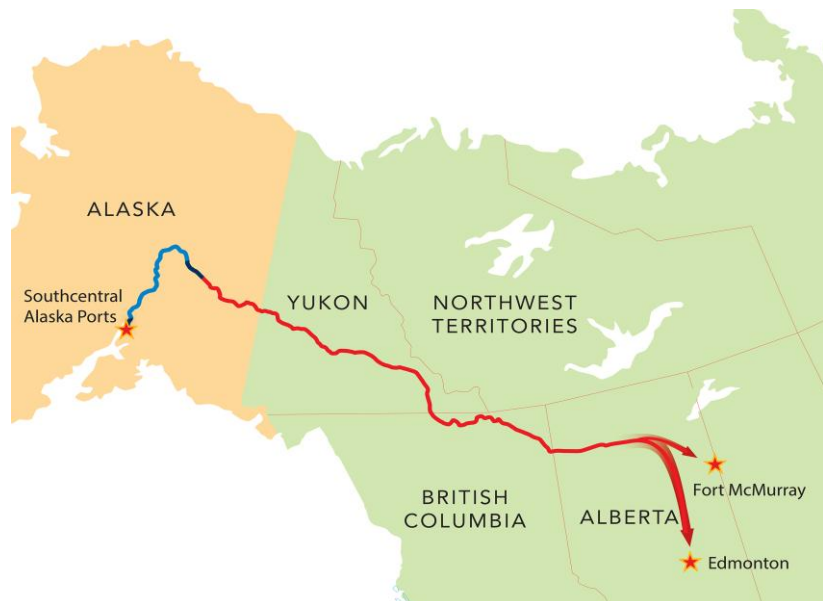 ALASKA
Southcentral
Alaska Ports
YUKON
NORTHWEST
TERRITORIES
BRITISH
COLUMBIA
ALBERTA
Fort McMurray
Edmonton